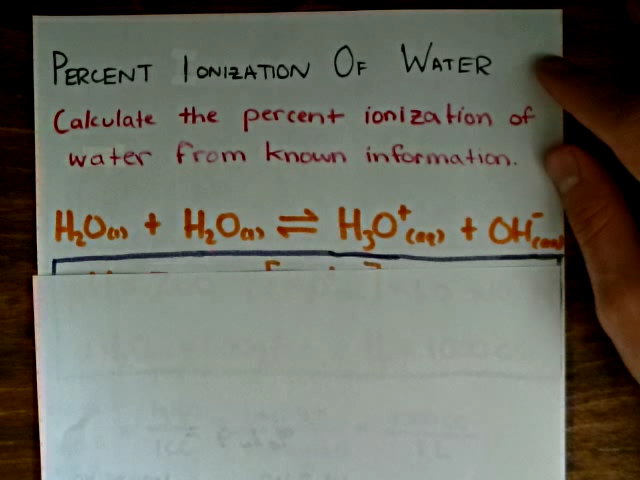 PERCENT IONIZATION OF WATER
Calculate the percent ionization of
water from known information.
H₂O(l) + H₂O(l) ⇌ H₃O⁺(aq) + OH⁻(aq)